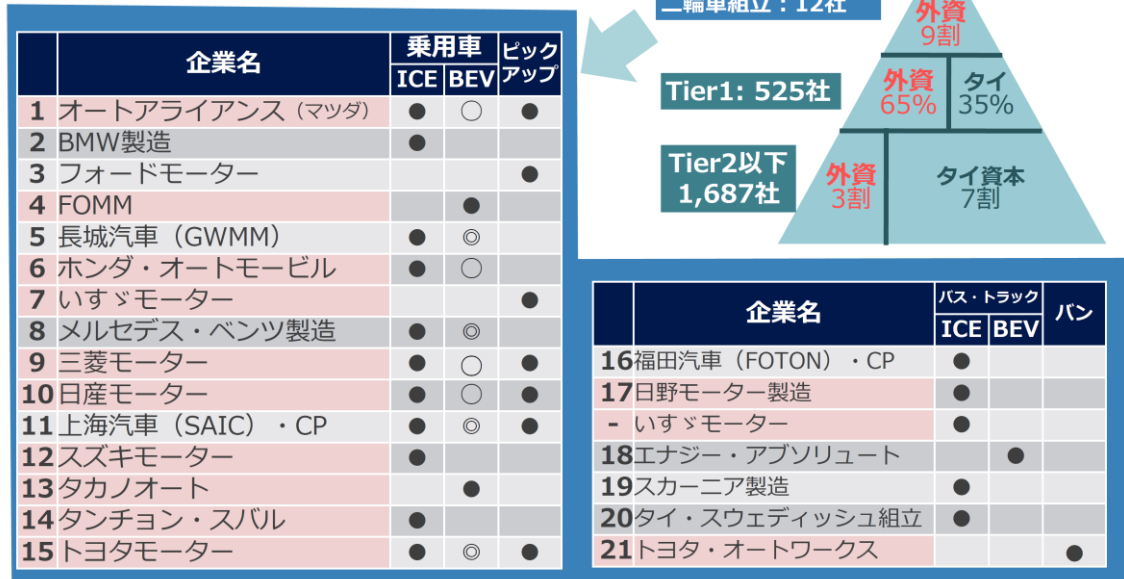 二輪車組立：12社
外資
9割
Tier1: 525社
外資
65%
タイ
35%
Tier2以下
1,687社
外資
3割
タイ資本
7割
企業名 乗用車 ピックアップ
ICE BEV
1 オートアライアンス（マツダ） ● ○ ●
2 BMW製造 ●
3 フォードモーター ●
4 FOMM ●
5 長城汽車（GWMM） ● ◎
6 ホンダ・オートモービル ● ○
7 いすゞモーター ●
8 メルセデス・ベンツ製造 ● ◎
9 三菱モーター ● ○ ●
10 日産モーター ● ○ ●
11 上海汽車（SAIC）・CP ● ◎ ●
12 スズキモーター ●
13 タカノオート ●
14 タンチョン・スバル ●
15 トヨタモーター ● ◎ ●
企業名 バス・トラック バン
ICE BEV
16 福田汽車（FOTON）・CP ●
17 日野モーター製造 ●
- いすゞモーター ●
18 エナジー・アブソリュート ●
19 スカーニア製造 ●
20 タイ・スウェディッシュ組立 ●
21 トヨタ・オートワークス ●